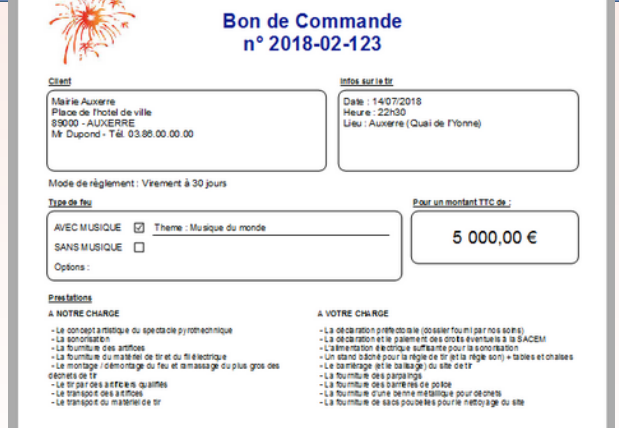 Bon de Commande
n° 2018-02-123
Client
Mairie Auxerre
Place de l'hotel de ville
89000 - AUXERRE
Mr Dupond - Tél. 03.86.00.00.00
Infos sur le tir
Date : 14/07/2018
Heure : 22h30
Lieu : Auxerre (Quai de l'Yonne)
Mode de règlement : Virement à 30 jours
Type de feu
AVEC MUSIQUE Theme : Musique du monde
SANS MUSIQUE
Options :
Pour un montant TTC de :
5 000,00 €
Prestations
A NOTRE CHARGE
- Le concept artistique du spectacle pyrothechnique
- La sonorisation
- La fourniture des artifices
- La fourniture du matériel de tir et du fil électrique
- Le montage / démontage du feu et ramassage du plus gros des
déchets de tir
- Le tir par des artificiers qualifiés
- Le transport des artifices
- Le transport du matériel de tir
A VOTRE CHARGE
- La déclaration préfectorale (dossier fourni par nos soins)
- La déclaration et le paiement des droits éventuels à la SACEM
- L'alimentation électrique suffisante pour la sonorisation
- Un stand bâché pour la régie de tir (et la régie son) + tables et chaises
- Le barriérage (et le balisage) du site de tir
- La fourniture des parpaings
- La fourniture des barrières de police
- La fourniture d'une benne métallique pour déchets
- La fourniture de sacs poubelles pour le nettoyage du site